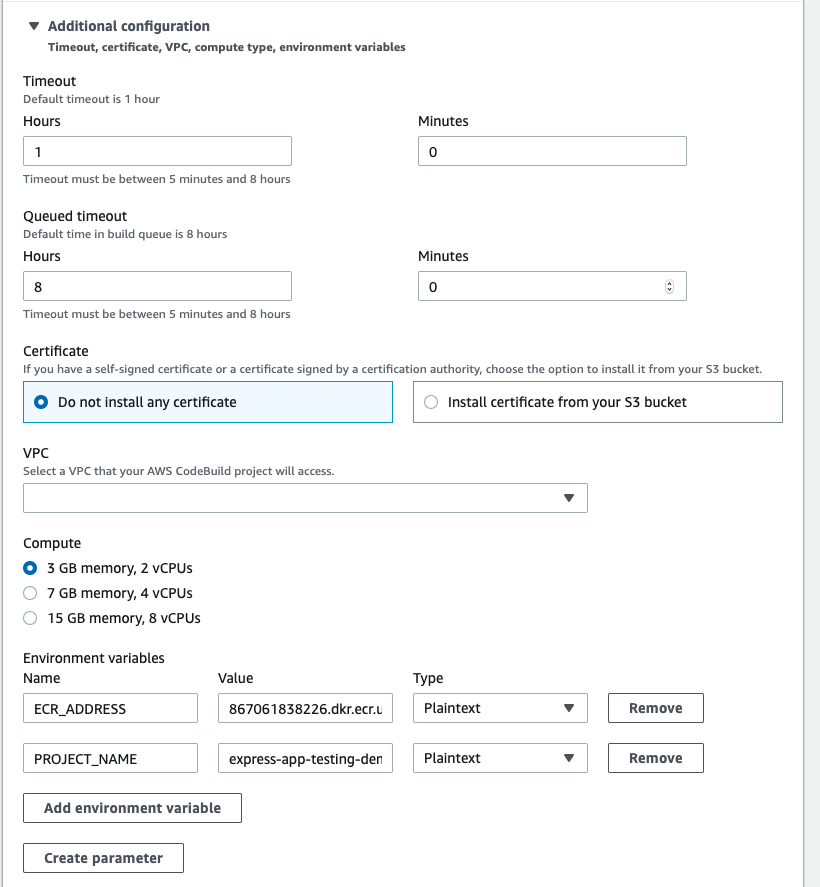 Additional configuration
Timeout, certificate, VPC, compute type, environment variables
Timeout
Default timeout is 1 hour
Hours Minutes
1 0
Timeout must be between 5 minutes and 8 hours
Queued timeout
Default time in build queue is 8 hours
Hours Minutes
8 0
Timeout must be between 5 minutes and 8 hours
Certificate
If you have a self-signed certificate or a certificate signed by a certification authority, choose the option to install it from your S3 bucket.
Do not install any certificate Install certificate from your S3 bucket
VPC
Select a VPC that your AWS CodeBuild project will access.
Compute
3 GB memory, 2 vCPUs
7 GB memory, 4 vCPUs
15 GB memory, 8 vCPUs
Environment variables
Name Value Type
ECR_ADDRESS 867061838226.dkr.ecr.u Plaintext Remove
PROJECT_NAME express-app-testing-den Plaintext Remove
Add environment variable
Create parameter